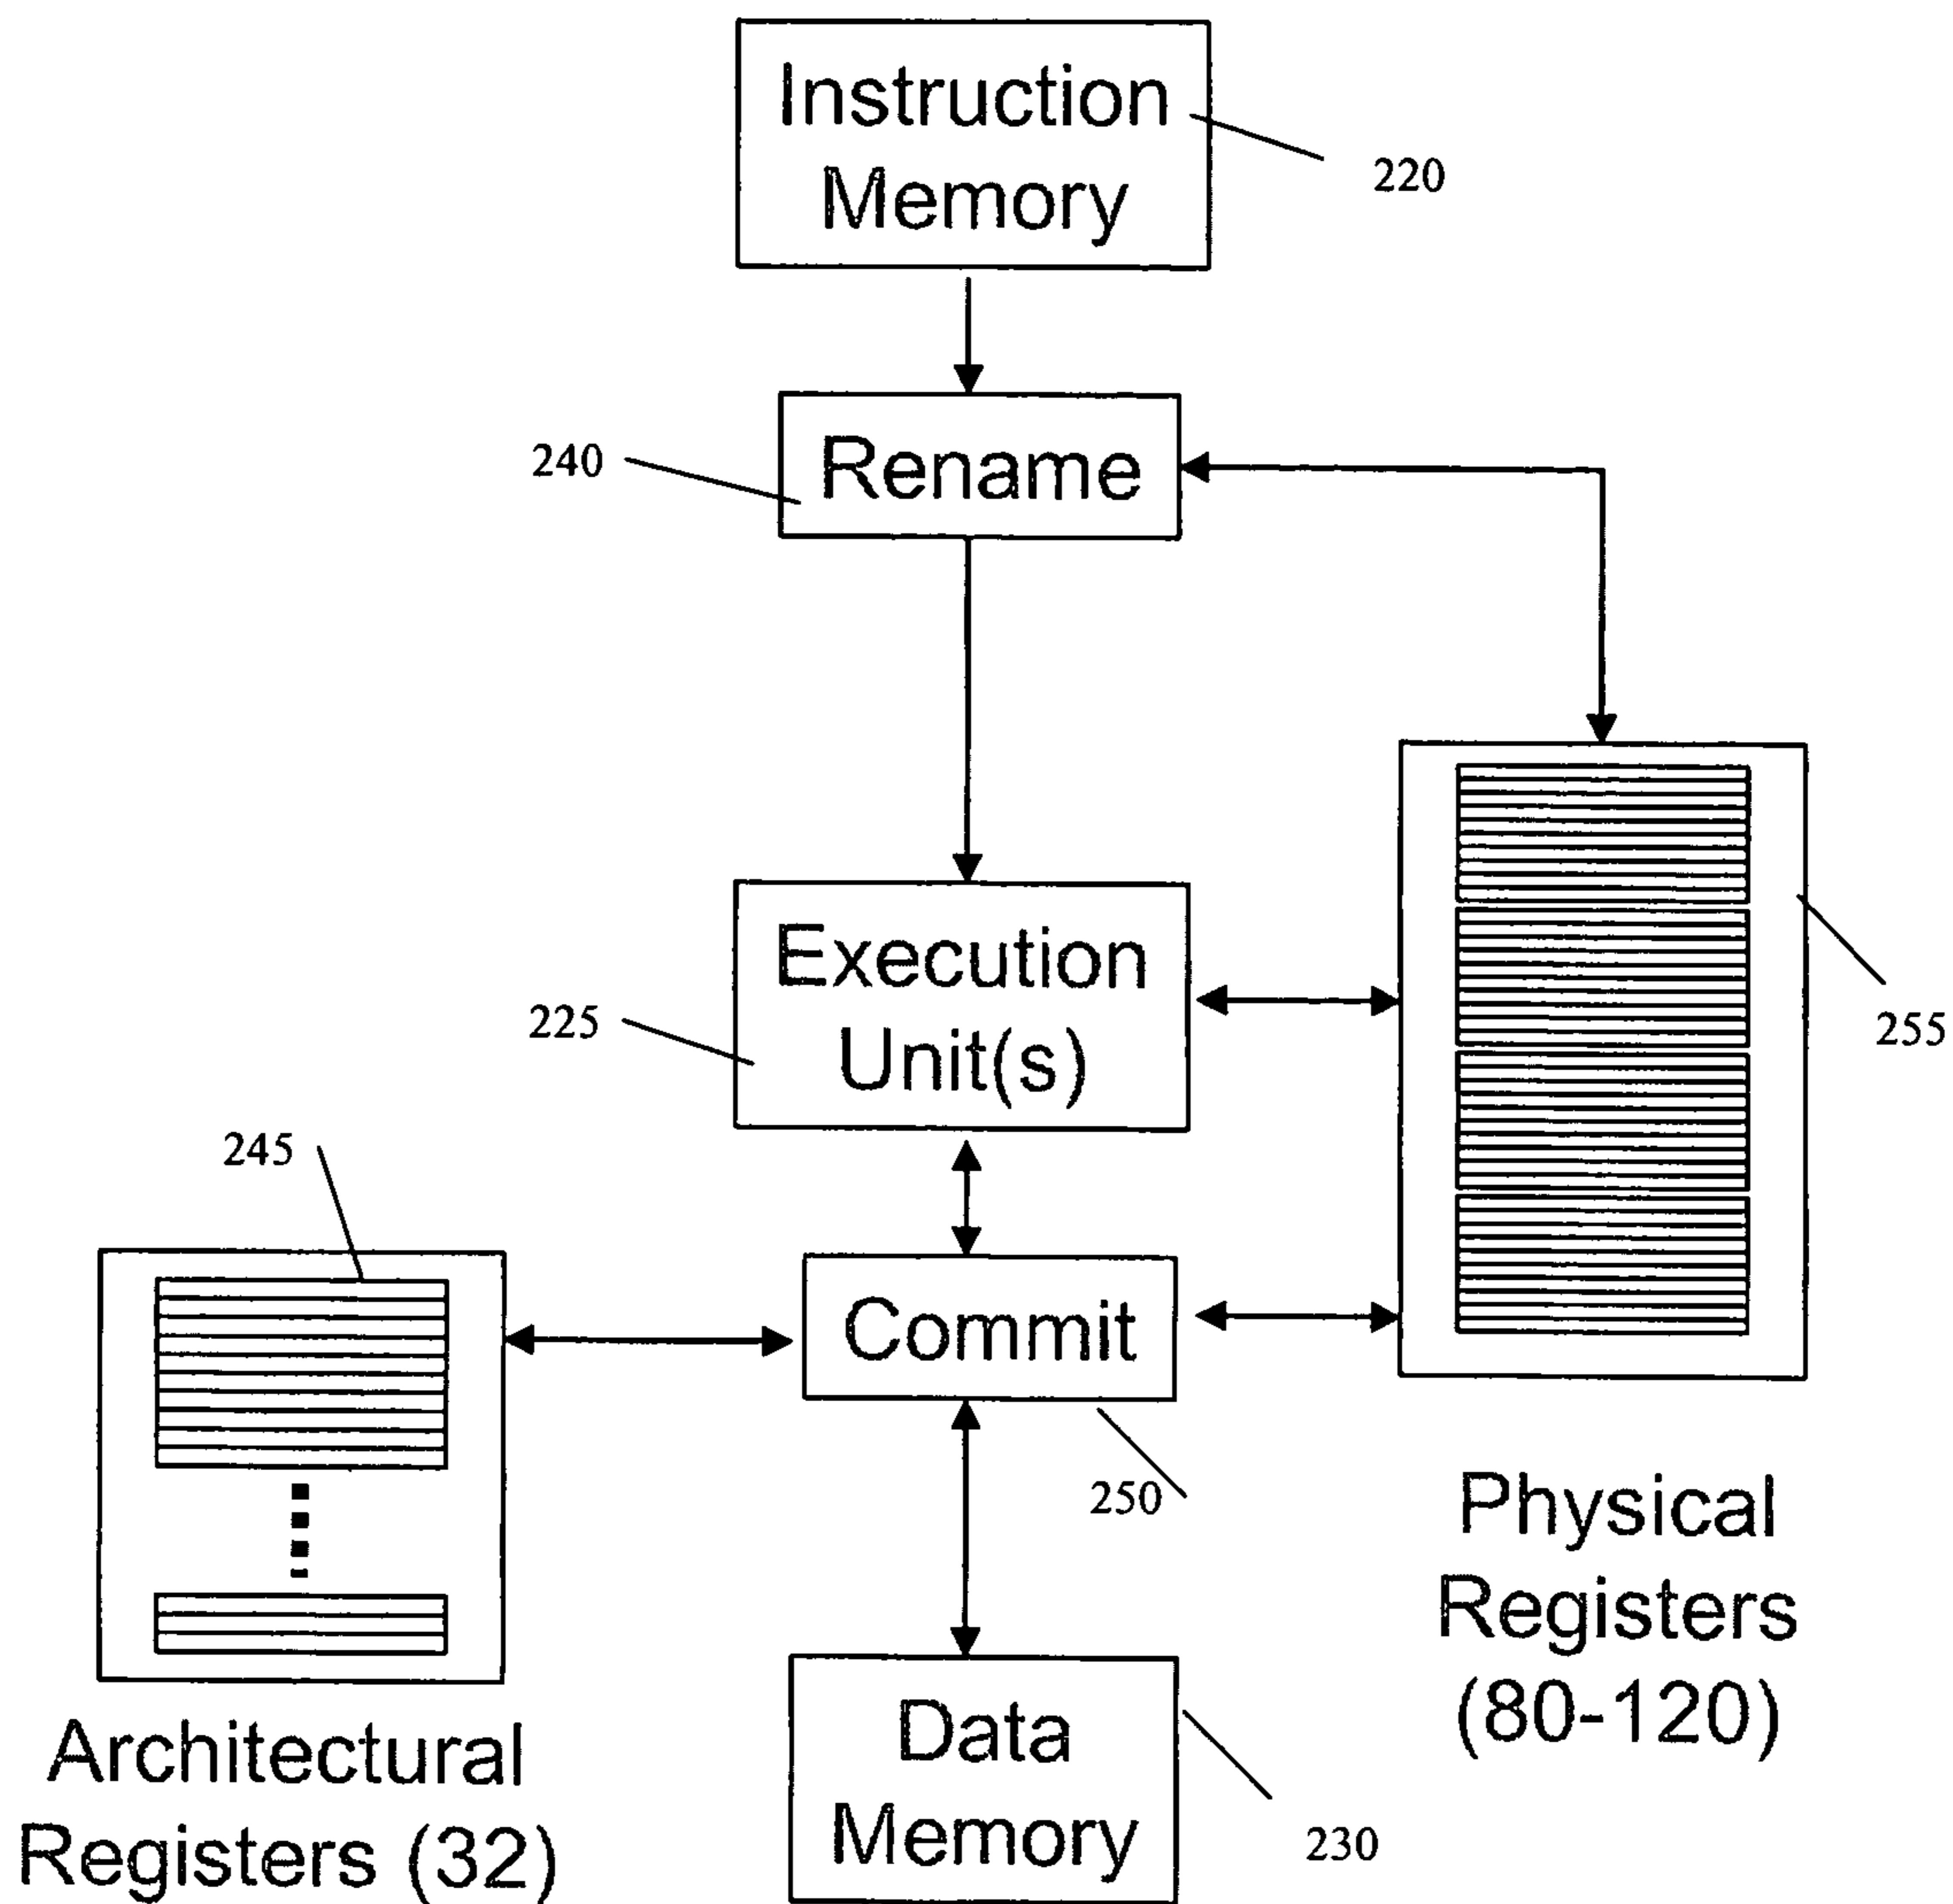 Instruction
Memory
220
240
Rename
Execution
Unit(s)
225
255
245
Commit
250
Physical
Registers
(80-120)
Architectural
Registers (32)
Data
Memory
230